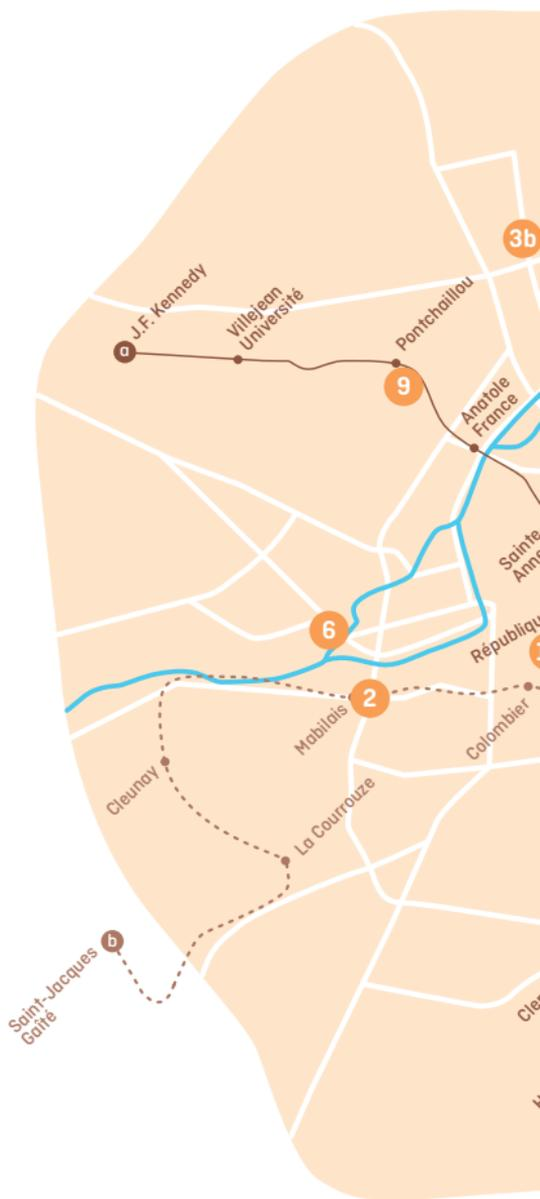 3b
J.F. Kennedy
Villejean
Université
Pontchaillou
a
9
Anatole
France
Sainte
Anne
6
République
2
Mabilais
Colombier
Cleunay
La Courrouze
b
Saint-Jacques
Gaîté
Cle